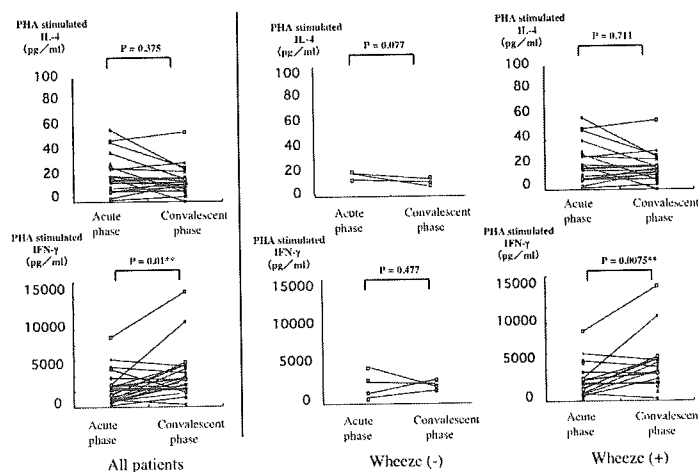 PHA stimulated
IL-4
(pg/ml)
P = 0.375
100
80
60
40
20
0
Acute
phase
Convalescent
phase
PHA stimulated
IL-4
(pg/ml)
P = 0.077
100
80
60
40
20
0
Acute
phase
Convalescent
phase
PHA stimulated
IL-4
(pg/ml)
P = 0.711
100
80
60
40
20
0
Acute
phase
Convalescent
phase
PHA stimulated
IFN-γ
(pg/ml)
P = 0.01**
15000
10000
5000
0
Acute
phase
Convalescent
phase
All patients
PHA stimulated
IFN-γ
(pg/ml)
P = 0.477
15000
10000
5000
0
Acute
phase
Convalescent
phase
Wheeze (-)
PHA stimulated
IFN-γ
(pg/ml)
P = 0.0075**
15000
10000
5000
0
Acute
phase
Convalescent
phase
Wheeze (+)